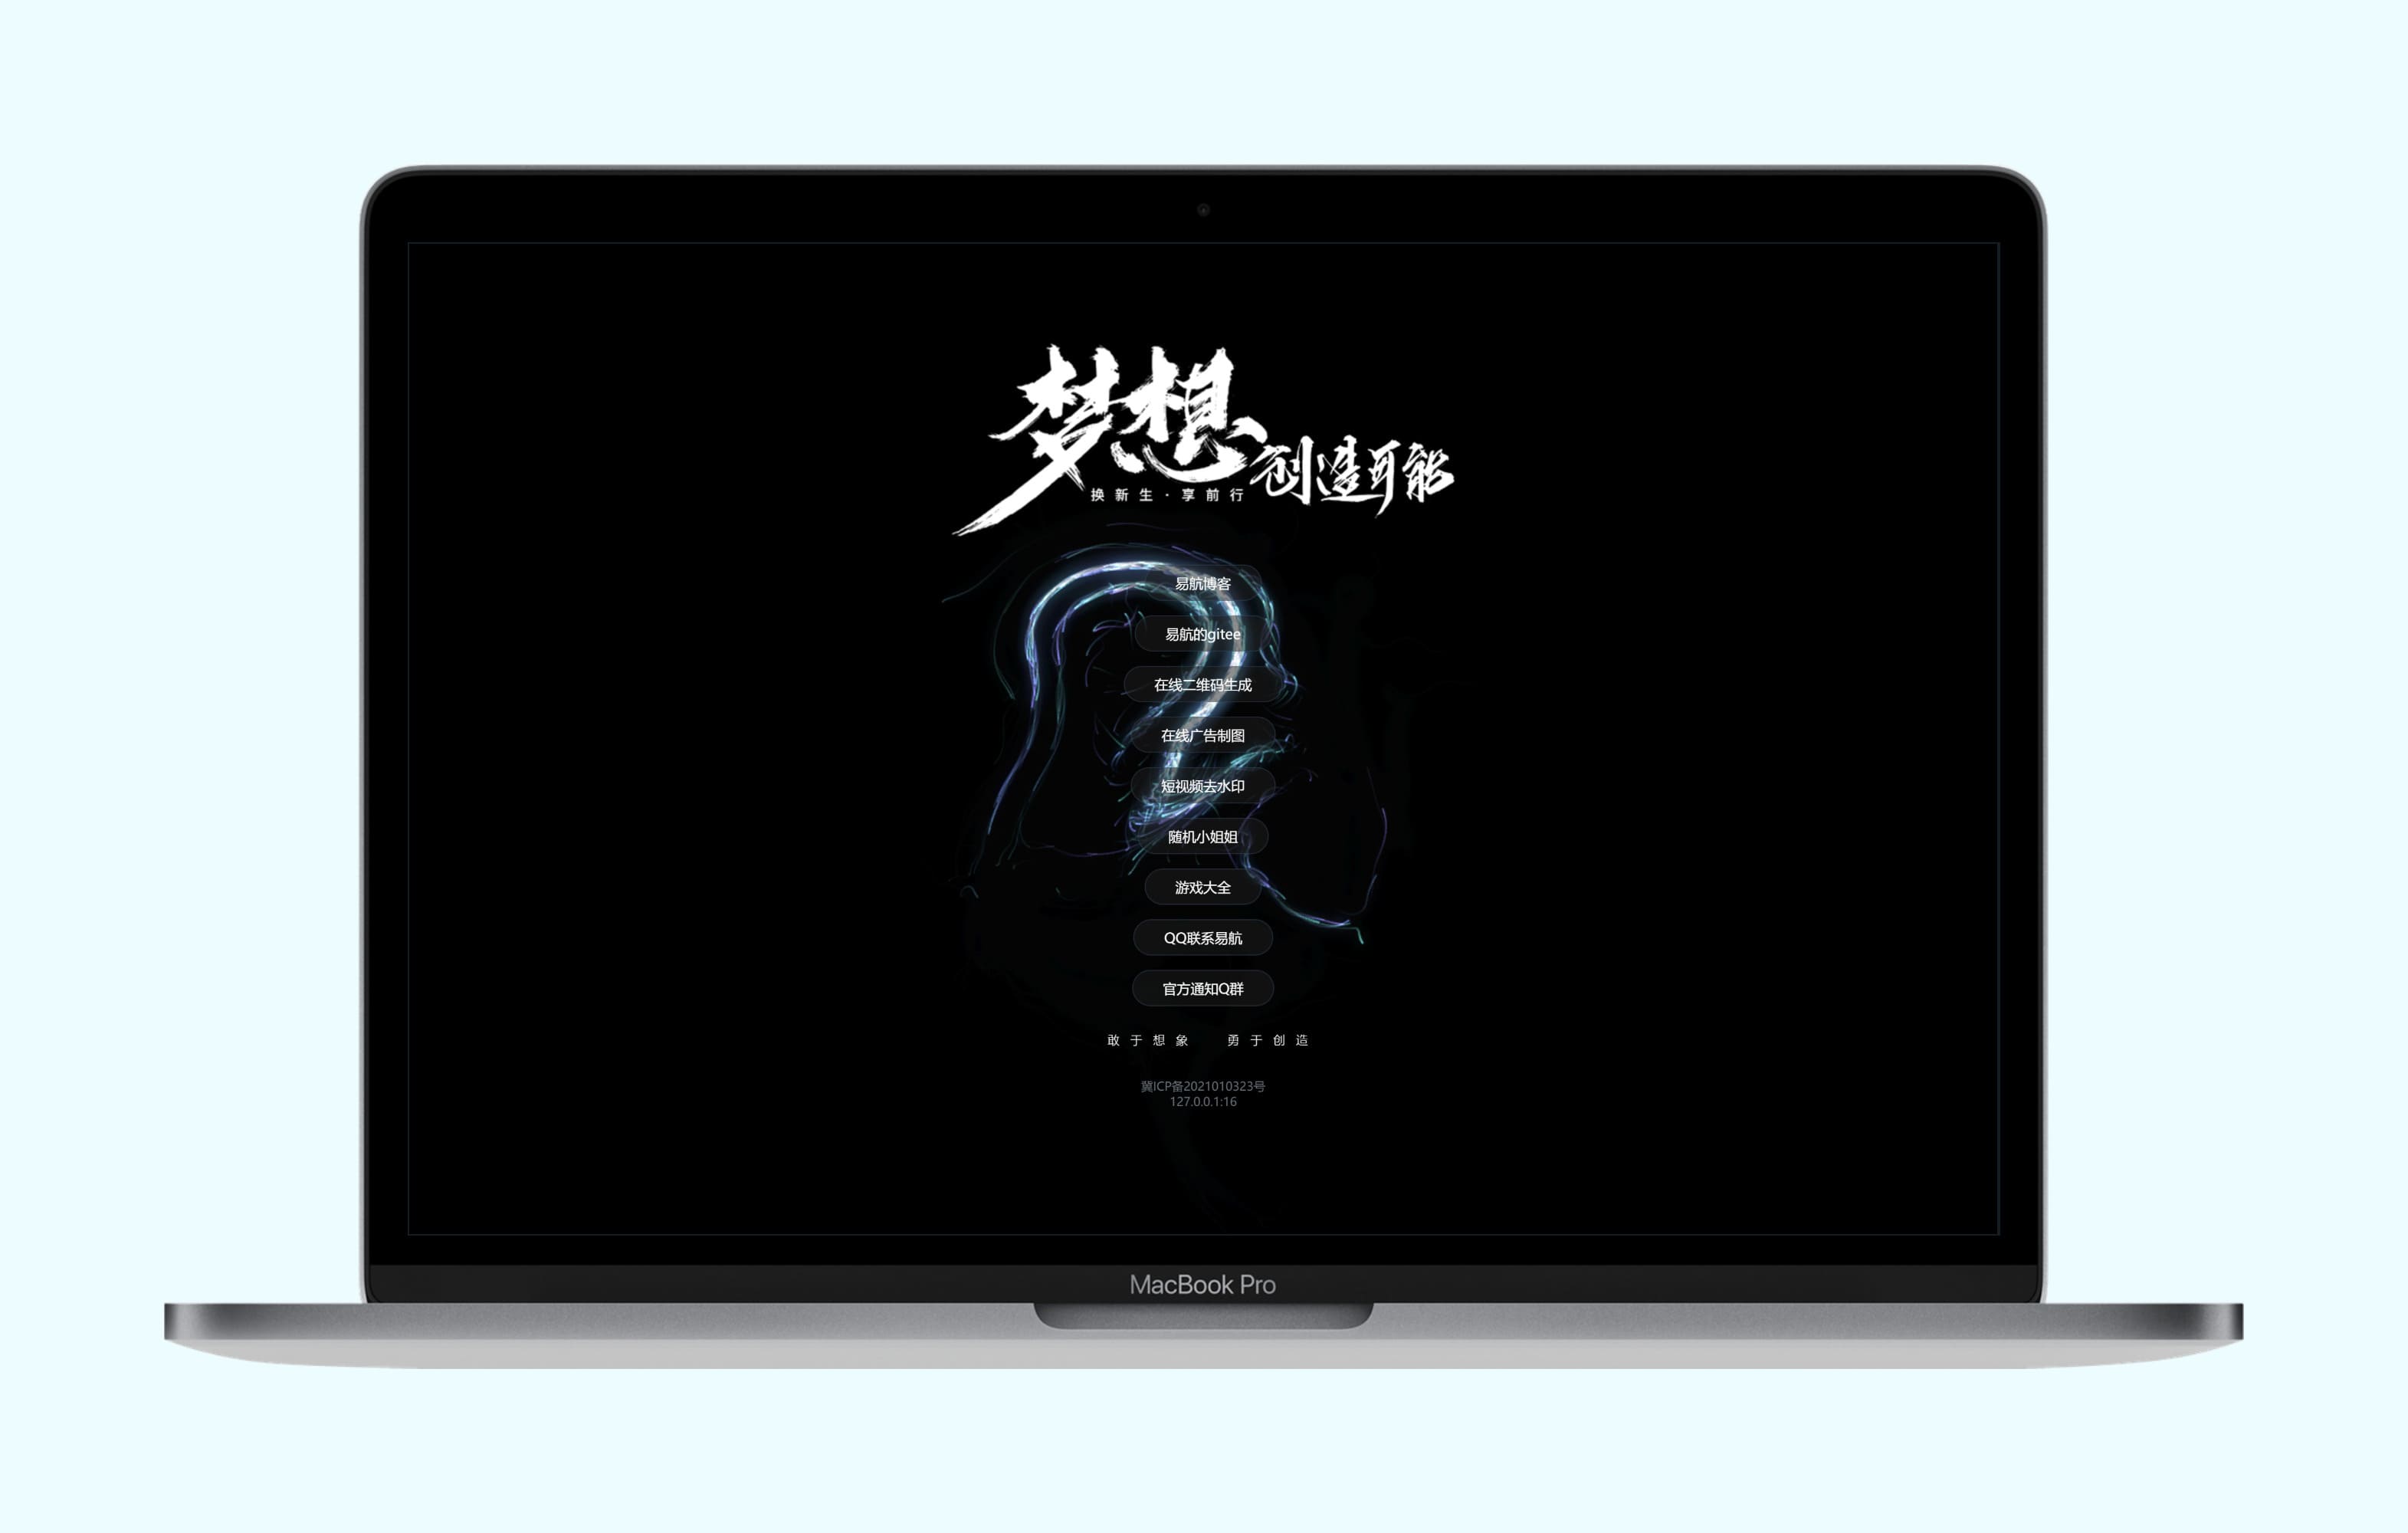 梦想
创造可能
换新生·享前行
易航博客
易航的gitee
在线二维码生成
在线广告制图
短视频去水印
随机小姐姐
游戏大全
QQ联系易航
官方通知Q群
敢于想象 勇于创造
冀ICP备2021010323号
127.0.0.1:16
MacBook Pro